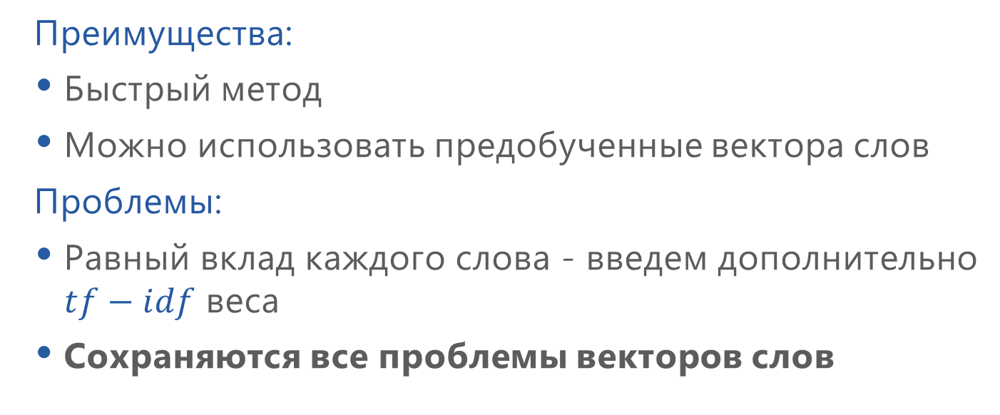 Преимущества:
• Быстрый метод
• Можно использовать предобученные вектора слов
Проблемы:
• Равный вклад каждого слова - введем дополнительно
tf − idf веса
• Сохраняются все проблемы векторов слов